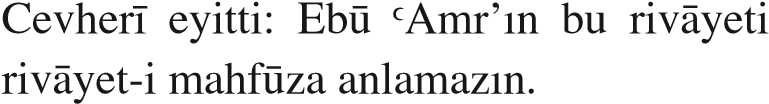 Cevherī eyitti: Ebū ʿAmr’ın bu rivāyeti
rivāyet-i mahfūza anlamazın.